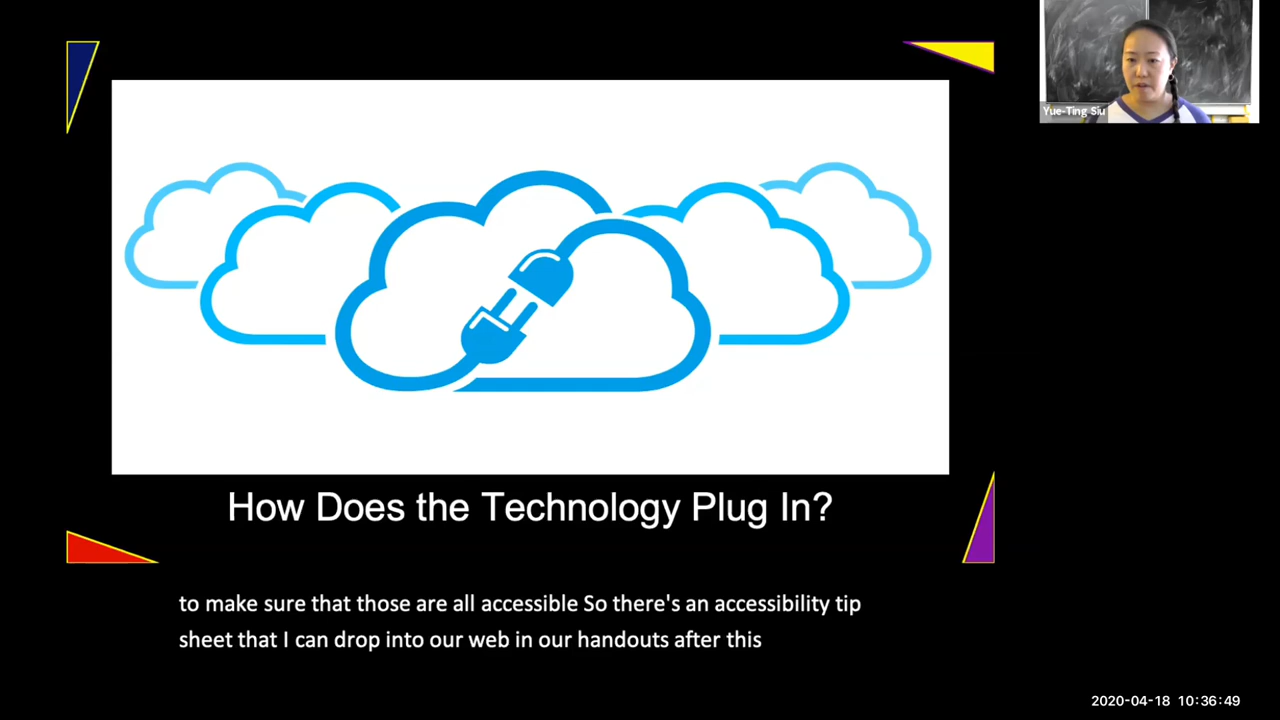 Yue-Ting Siu
How Does the Technology Plug In?
to make sure that those are all accessible So there's an accessibility tip
sheet that I can drop into our web in our handouts after this
2020-04-18 10:36:49